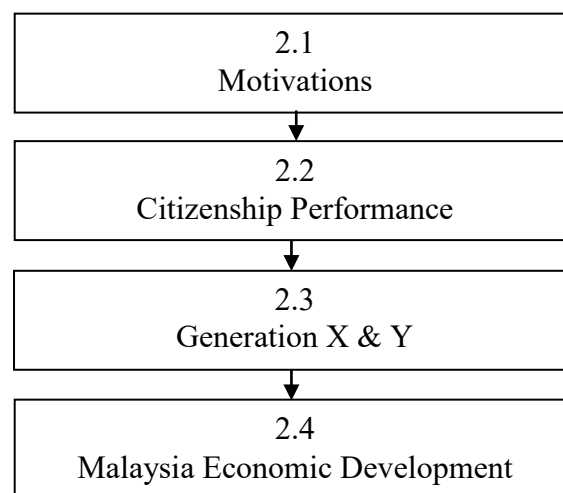 2.1
Motivations
2.2
Citizenship Performance
2.3
Generation X & Y
2.4
Malaysia Economic Development